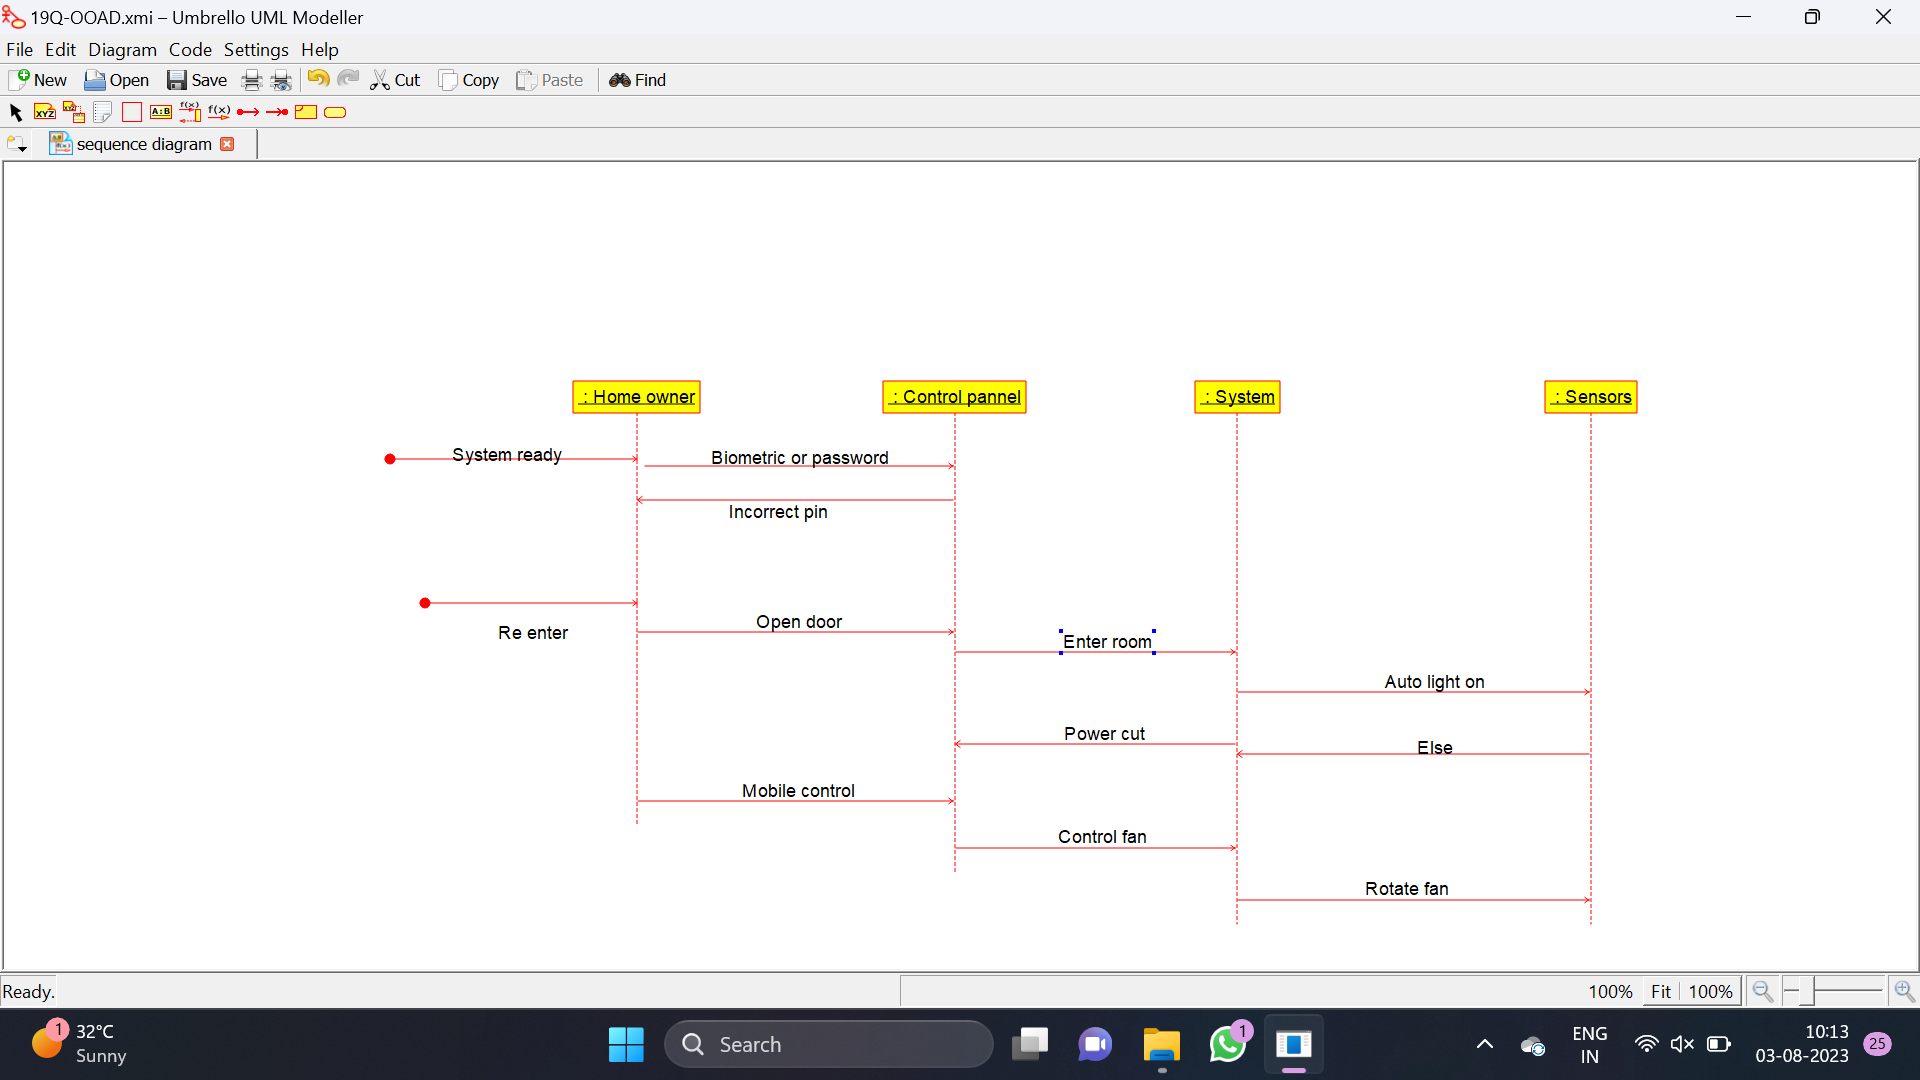 19Q-OOAD.xmi – Umbrello UML Modeller
File Edit Diagram Code Settings Help
New Open Save Cut Copy Paste Find
XYZ XYZ A:B f(x) f(x)
sequence diagram
: Home owner : Control pannel : System : Sensors
System ready Biometric or password
Incorrect pin
Open door
Re enter
Enter room
Auto light on
Power cut
Else
Mobile control
Control fan
Rotate fan
Ready. 100% Fit 100%
1 32°C
Sunny
Search
1
ENG
IN
10:13
03-08-2023
25